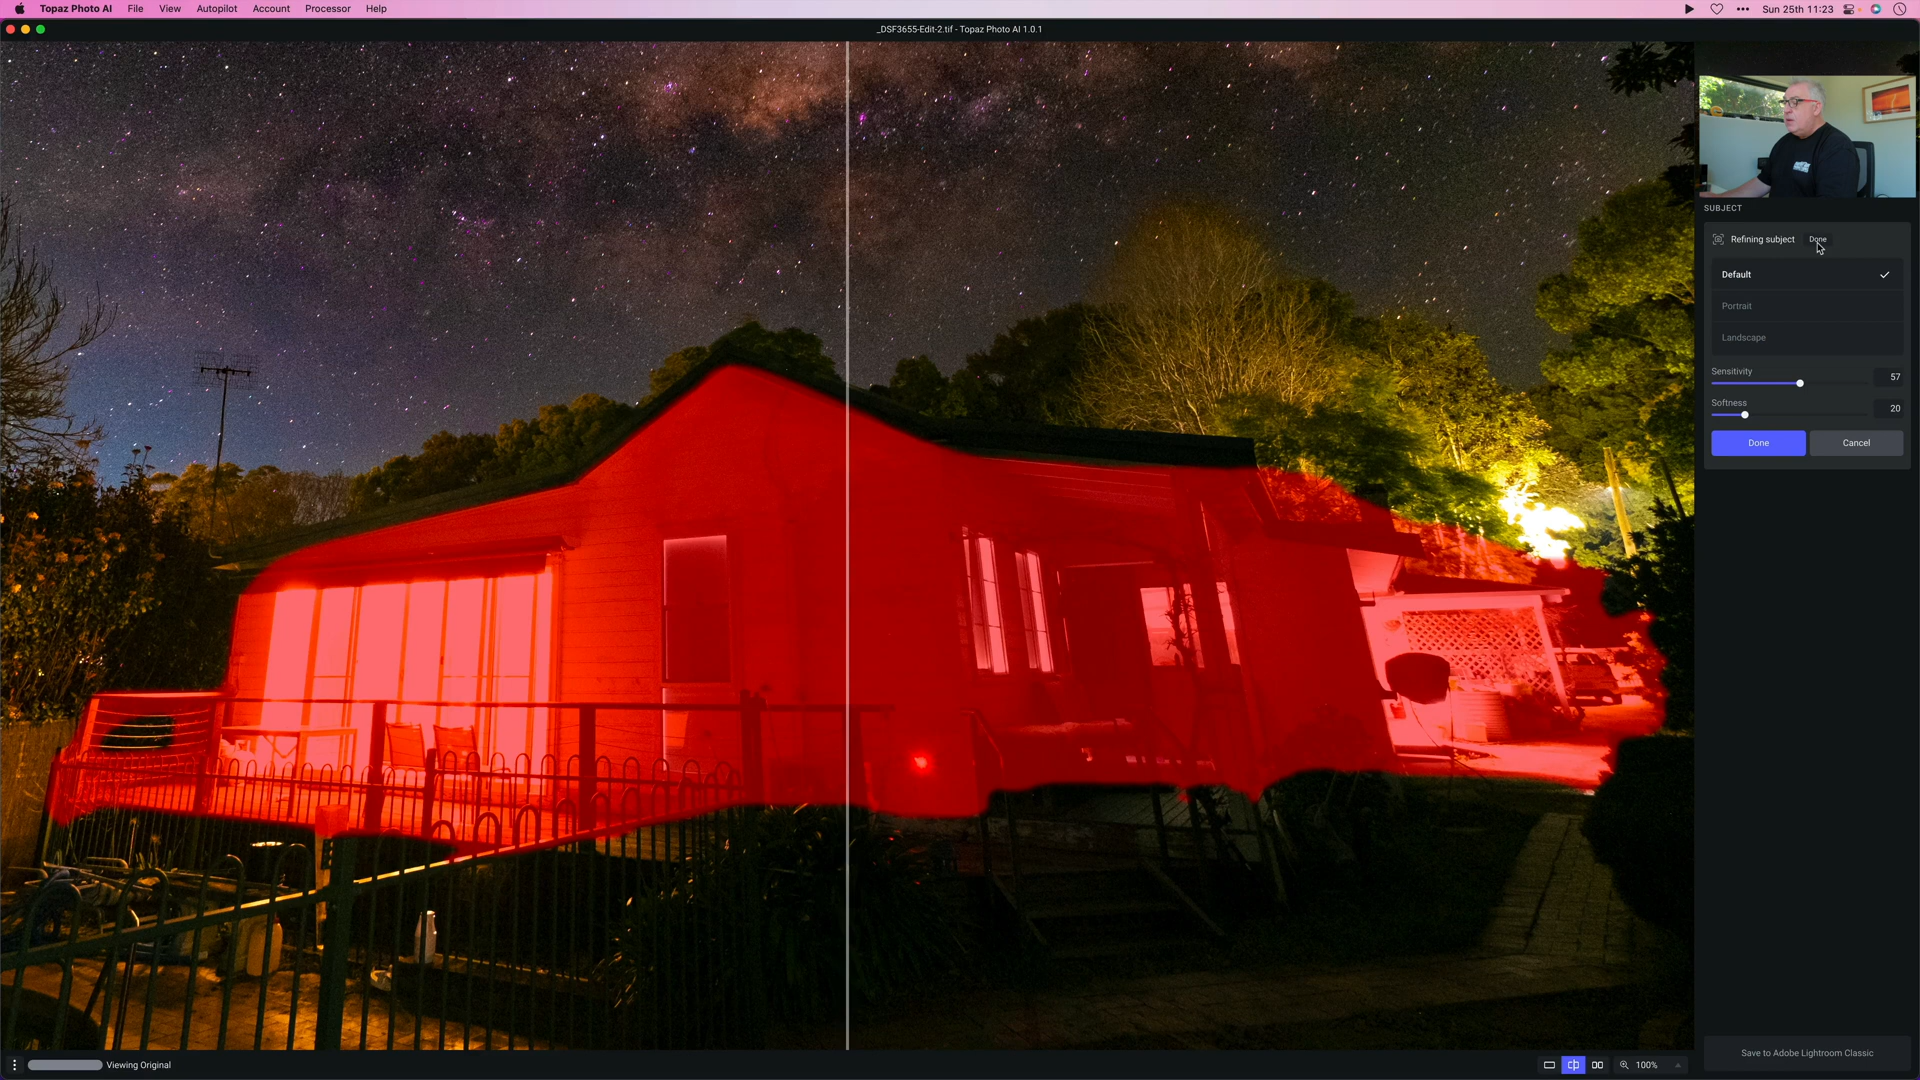 Topaz Photo AI File View Autopilot Account Processor Help
Sun 25th 11:23
_DSF3655-Edit-2.tif - Topaz Photo AI 1.0.1
SUBJECT
Refining subject Done
Default
Portrait
Landscape
Sensitivity
57
Softness
20
Done Cancel
Viewing Original
100%
Save to Adobe Lightroom Classic